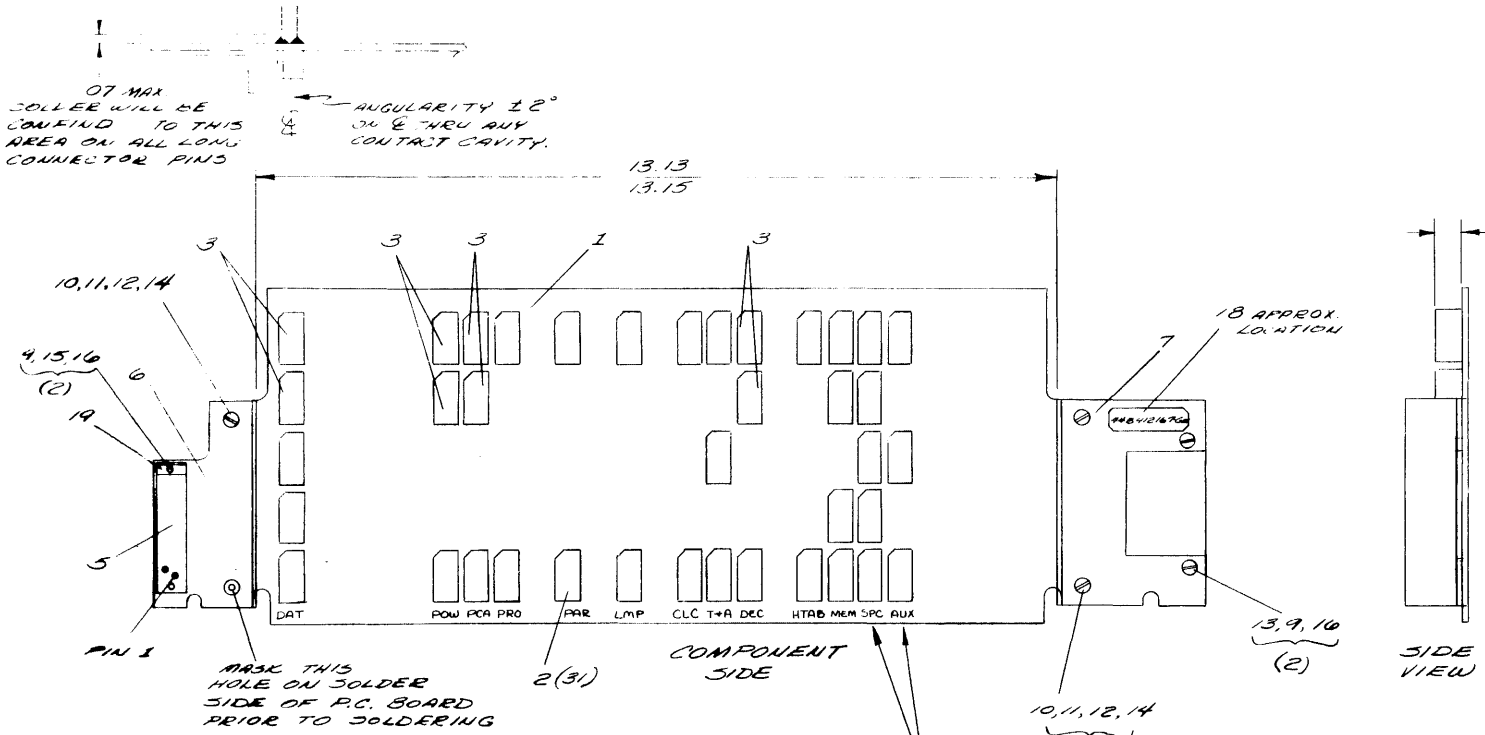 07 MAX.
SOLLER WILL BE
CONFIND TO THIS
AREA ON ALL LONG
CONNECTOR PINS
ANGULARITY ±2°
ON ℄ THRU ANY
CONTACT CAVITY.
℄
13.13
13.15
3
3
3
1
3
10,11,12,14
18 APPROX.
LOCATION
7
9,15,16
(2)
6
19
5
PIN 1
DAT POW PCA PRO PAR LMP CLC T+A DEC HTAB MEM SPC AUX
MASK THIS
HOLE ON SOLDER
SIDE OF P.C. BOARD
PRIOR TO SOLDERING
2(31)
COMPONENT
SIDE
13,9,16
(2)
SIDE
VIEW
10,11,12,14